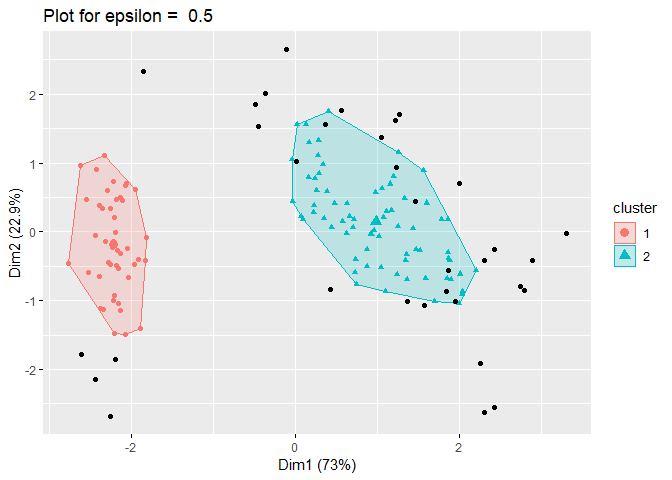 Plot for epsilon = 0.5
2
1
0
-1
-2
Dim2 (22.9%)
-2
0
2
Dim1 (73%)
cluster
1
2